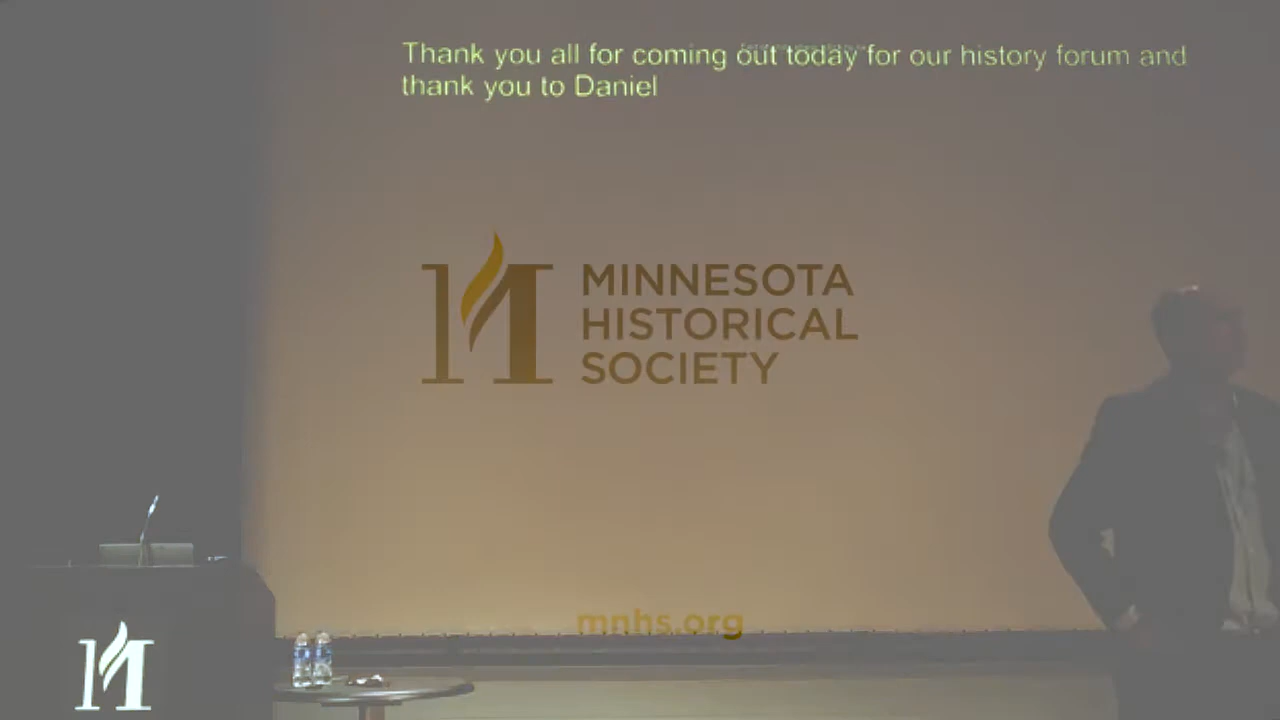 Thank you all for coming out today for our history forum and
thank you to Daniel
MINNESOTA
HISTORICAL
SOCIETY
mnhs.org